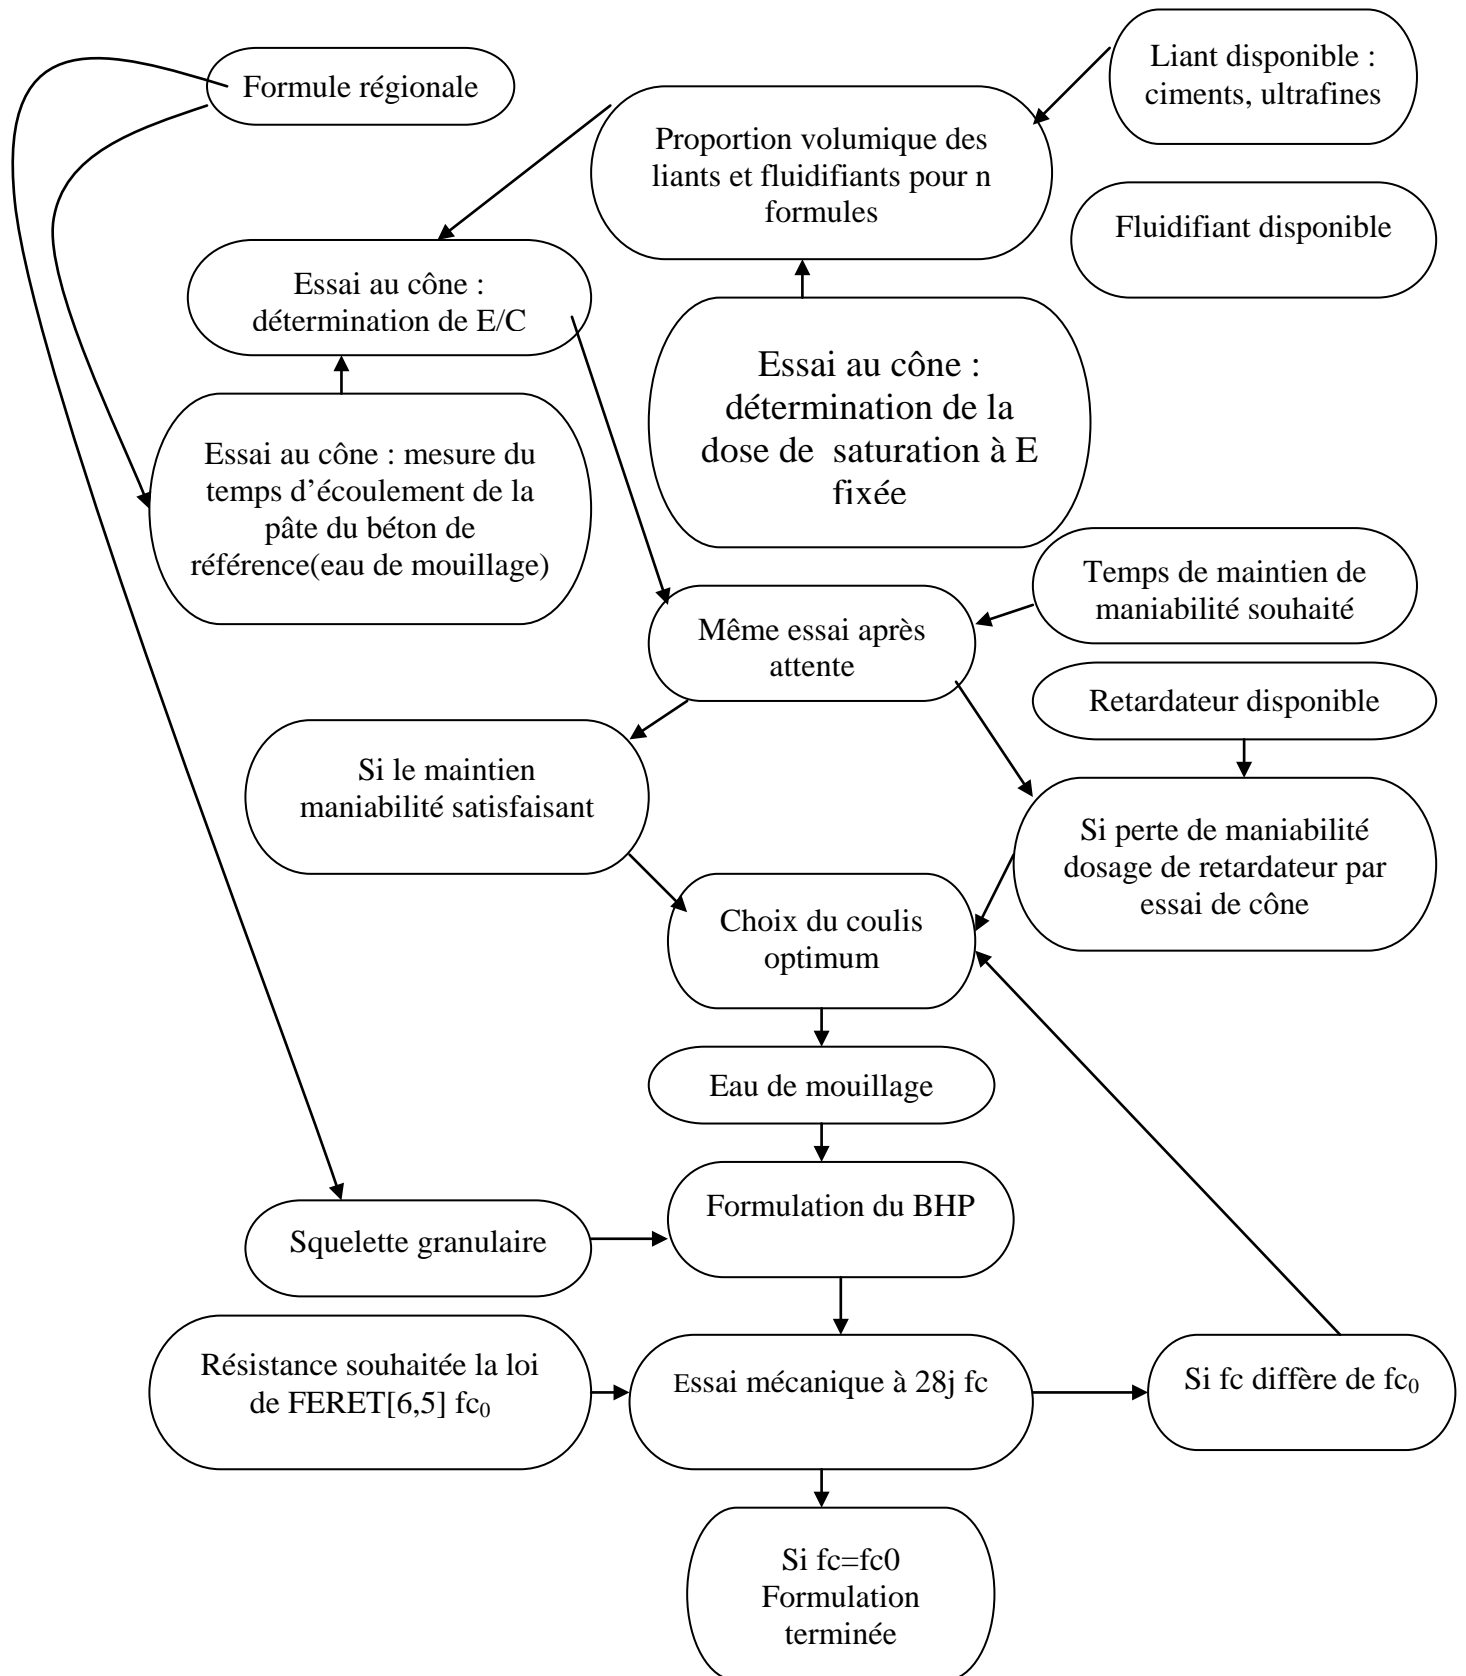 Formule régionale
Liant disponible :
ciments, ultrafines
Proportion volumique des
liants et fluidifiants pour n
formules
Fluidifiant disponible
Essai au cône :
détermination de E/C
Essai au cône :
détermination de la
dose de saturation à E
fixée
Essai au cône : mesure du
temps d’écoulement de la
pâte du béton de
référence(eau de mouillage)
Temps de maintien de
maniabilité souhaité
Même essai après
attente
Retardateur disponible
Si le maintien
maniabilité satisfaisant
Si perte de maniabilité
dosage de retardateur par
essai de cône
Choix du coulis
optimum
Eau de mouillage
Formulation du BHP
Squelette granulaire
Résistance souhaitée la loi
de FERET[6,5] fc₀
Essai mécanique à 28j fc
Si fc diffère de fc₀
Si fc=fc0
Formulation
terminée